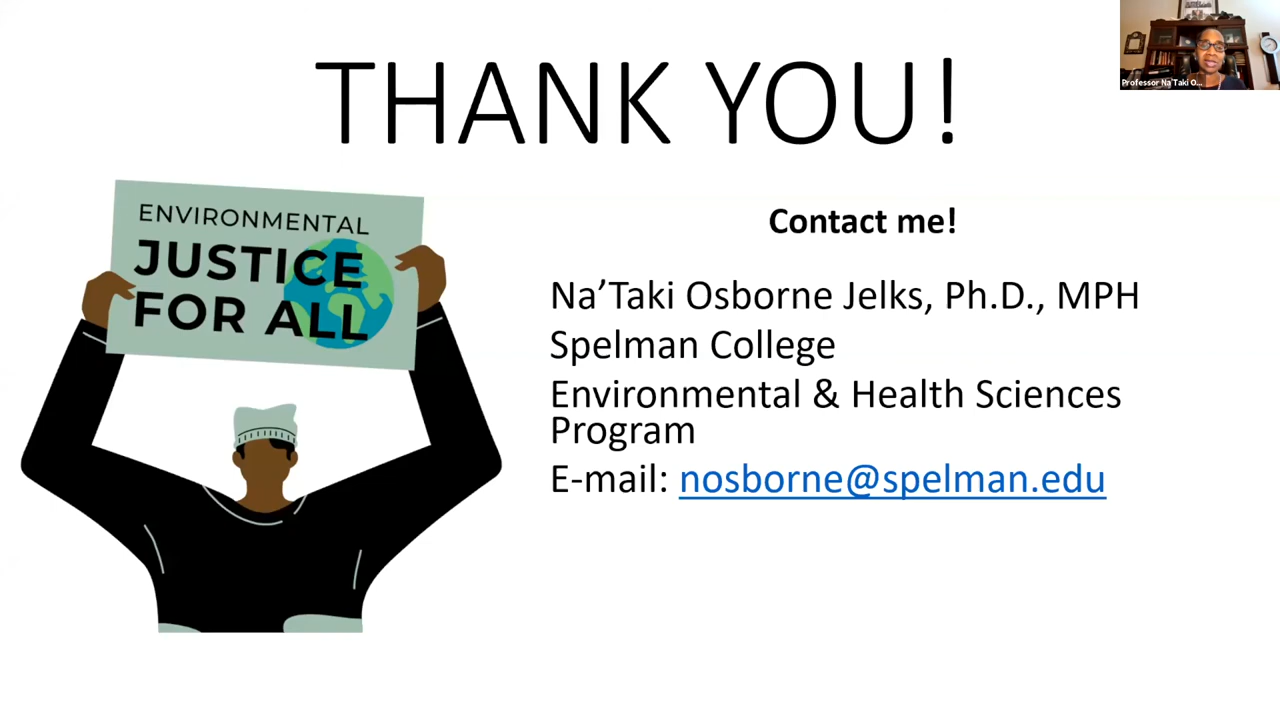 THANK YOU!
Professor Na'Taki O...
ENVIRONMENTAL
JUSTICE
FOR ALL
Contact me!
Na’Taki Osborne Jelks, Ph.D., MPH
Spelman College
Environmental & Health Sciences
Program
E-mail: nosborne@spelman.edu